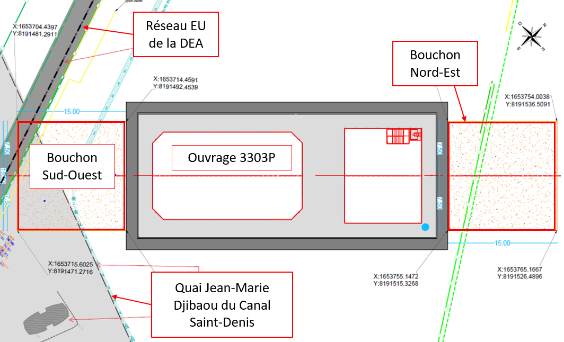 X:1653704.4397
Y:8191481.2911
Réseau EU
de la DEA
Bouchon
Nord-Est
X:1653714.4591
Y:8191492.4539
X:1653754.0038
Y:8191536.5091
15.00
Bouchon
Sud-Ouest
Ouvrage 3303P
15.00
X:1653715.6025
Y:8191471.2716
X:1653755.1472
Y:8191515.3268
X:1653765.1667
Y:8191526.4896
Quai Jean-Marie
Djibaou du Canal
Saint-Denis